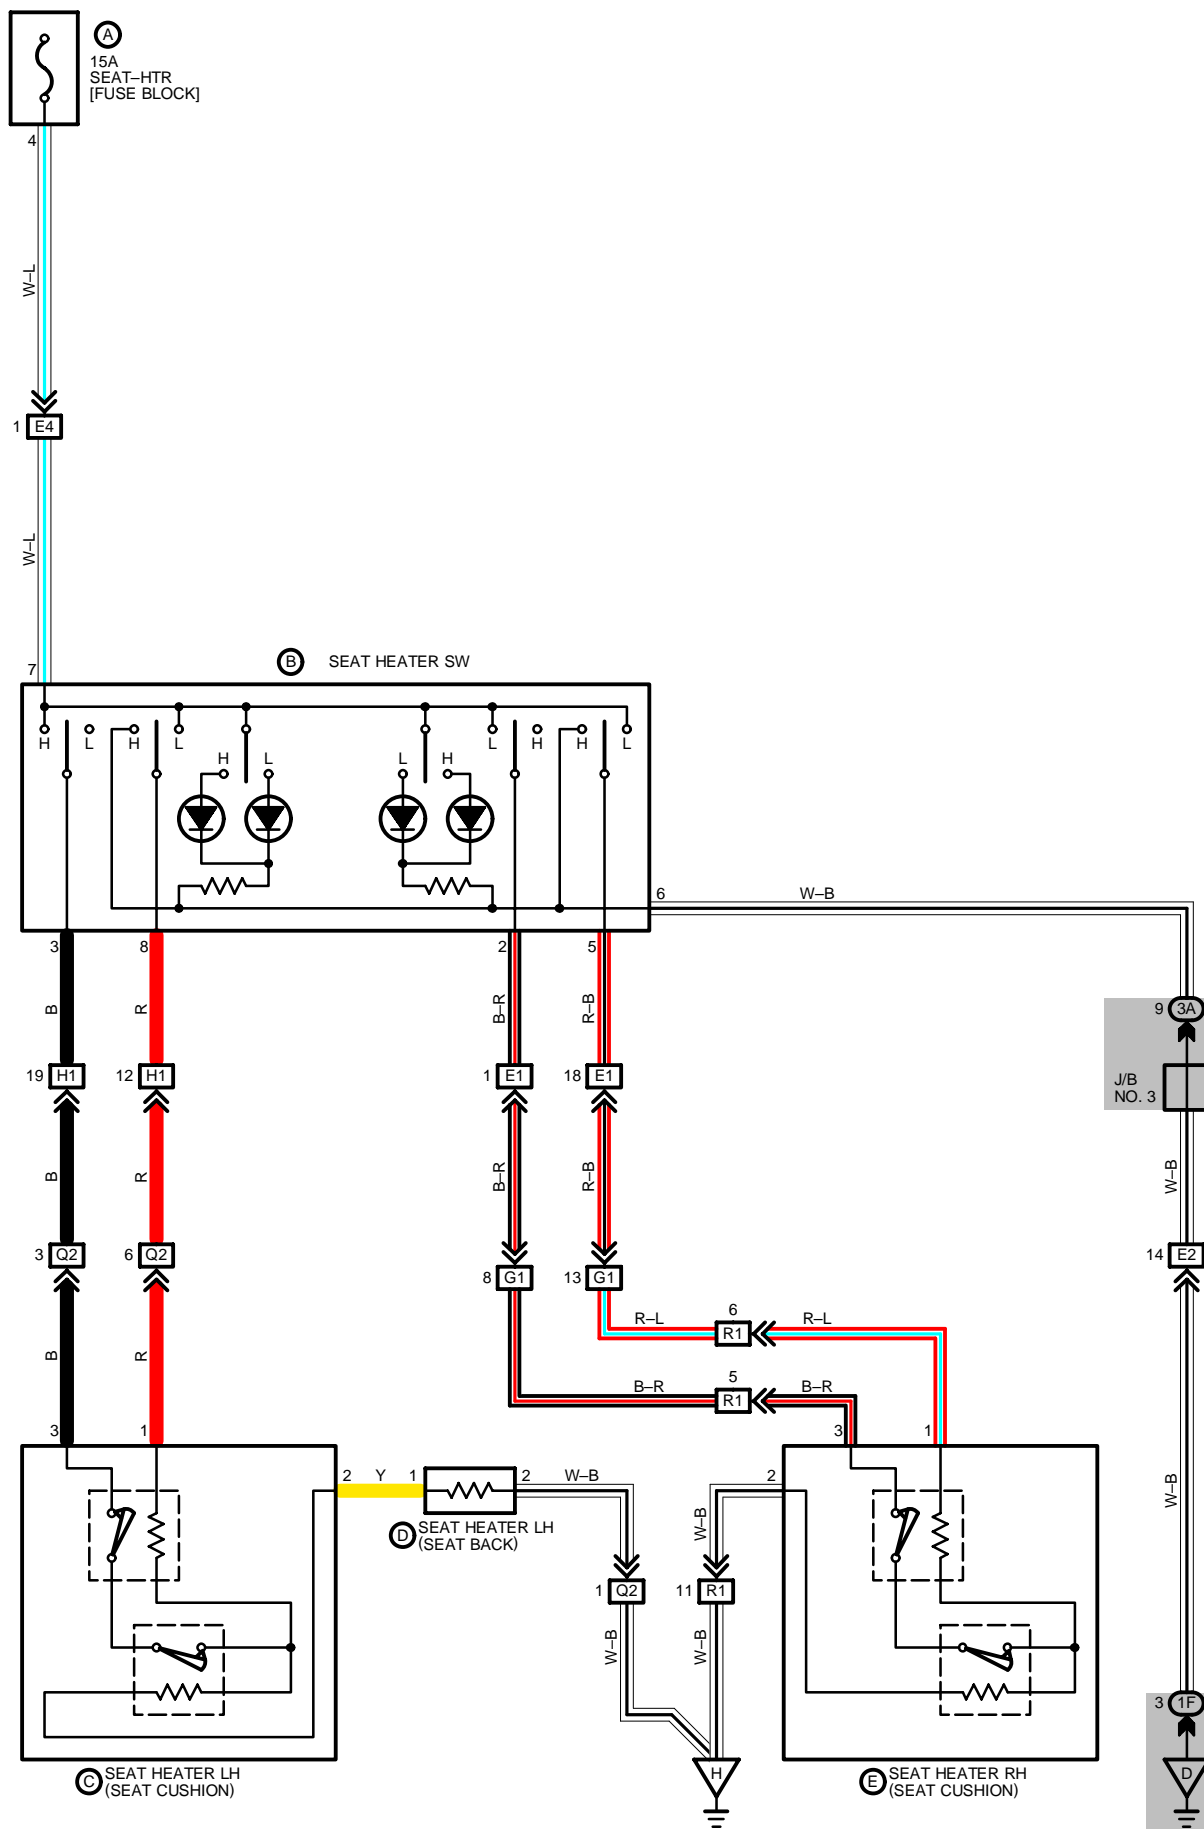 A
15A
SEAT–HTR
[FUSE BLOCK]
4
W–L
1 E4
W–L
7
B SEAT HEATER SW
H L H L L H H L
H L L H
6 W–B
3 8 2 5
B R B–R R–B
9 3A
19 H1 12 H1 1 E1 18 E1
J/B
NO. 3
B R B–R R–B W–B
3 Q2 6 Q2 14 E2
8 G1 13 G1
6
R–L R1 R–L
B R
5
B–R R1 B–R
3 1 3 1
2 Y 1 2 W–B 2
W–B W–B
D SEAT HEATER LH
(SEAT BACK)
1 Q2 11 R1
W–B W–B
3 1F
C SEAT HEATER LH
(SEAT CUSHION)
H
E SEAT HEATER RH
(SEAT CUSHION)
D